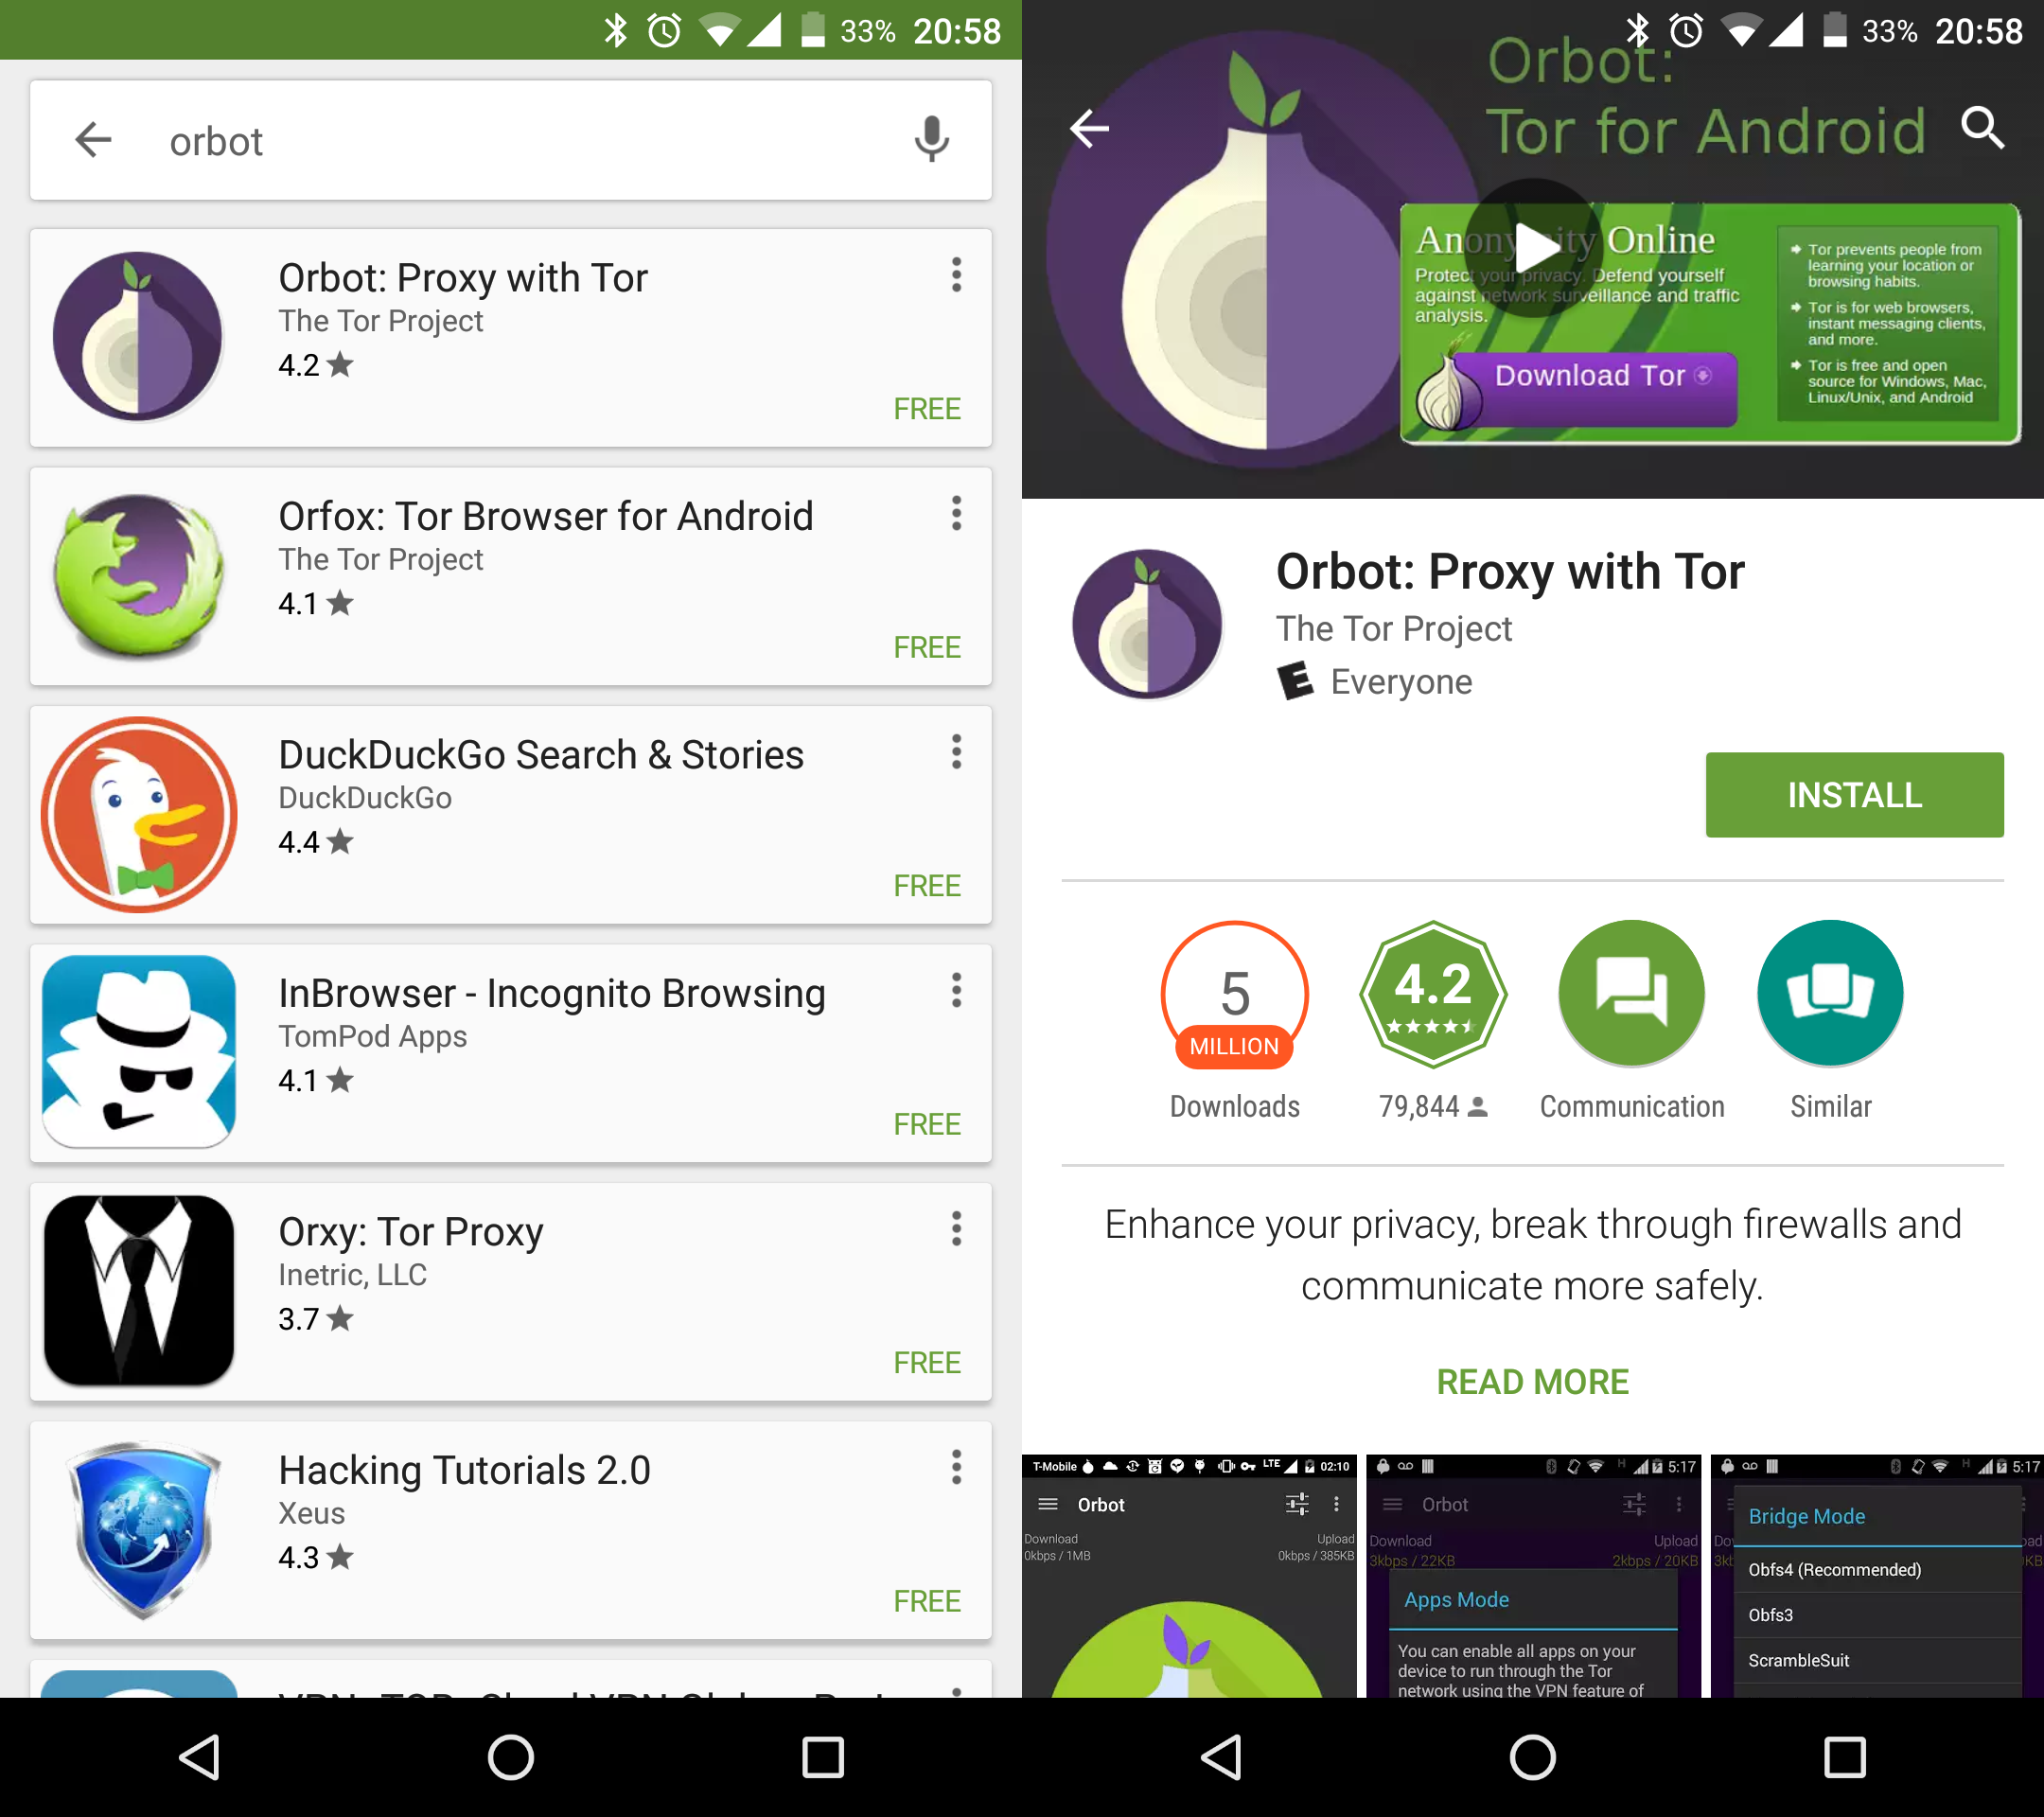 33% 20:58
orbot
Orbot: Proxy with Tor
The Tor Project
4.2
FREE
Orfox: Tor Browser for Android
The Tor Project
4.1
FREE
DuckDuckGo Search & Stories
DuckDuckGo
4.4
FREE
InBrowser - Incognito Browsing
TomPod Apps
4.1
FREE
Orxy: Tor Proxy
Inetric, LLC
3.7
FREE
Hacking Tutorials 2.0
Xeus
4.3
FREE
33% 20:58
Orbot:
Tor for Android
Anonymity Online
Protect your privacy. Defend yourself
against network surveillance and traffic
analysis.
Download Tor
Tor prevents people from
learning your location or
browsing habits.
Tor is for web browsers,
instant messaging clients,
and more.
Tor is free and open
source for Windows, Mac,
Linux/Unix, and Android
Orbot: Proxy with Tor
The Tor Project
E Everyone
INSTALL
5
MILLION
Downloads
4.2
79,844
Communication
Similar
Enhance your privacy, break through firewalls and
communicate more safely.
READ MORE
T-Mobile LTE 02:10
Orbot
Download Upload
0kbps / 1MB 0kbps / 385KB
H 5:17
Orbot
Download Upload
3kbps / 22KB 2kbps / 20KB
Apps Mode
You can enable all apps on your
device to run through the Tor
network using the VPN feature of
H 5:17
Bridge Mode
Obfs4 (Recommended)
Obfs3
ScrambleSuit